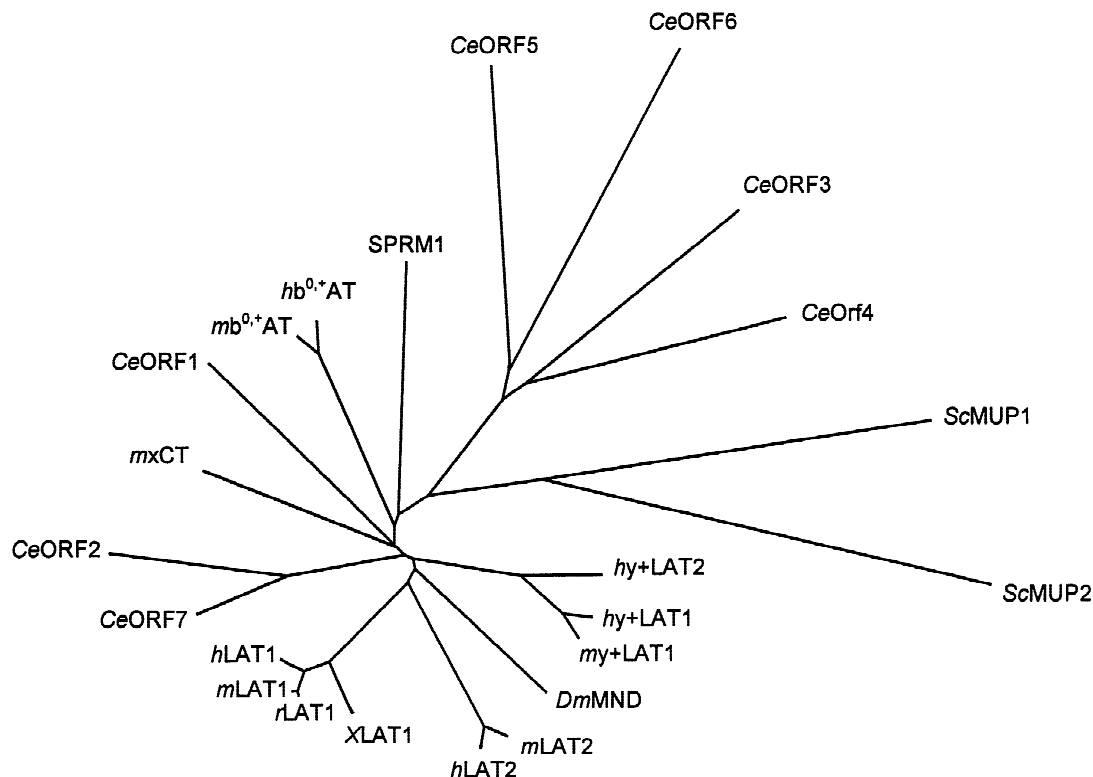 CeORF6
CeORF5
CeORF3
SPRM1
hb⁰,⁺AT
CeOrf4
mb⁰,⁺AT
CeORF1
ScMUP1
mxCT
CeORF2
hy+LAT2
ScMUP2
CeORF7
hy+LAT1
hLAT1
my+LAT1
mLAT1
DmMND
rLAT1
XLAT1
mLAT2
hLAT2